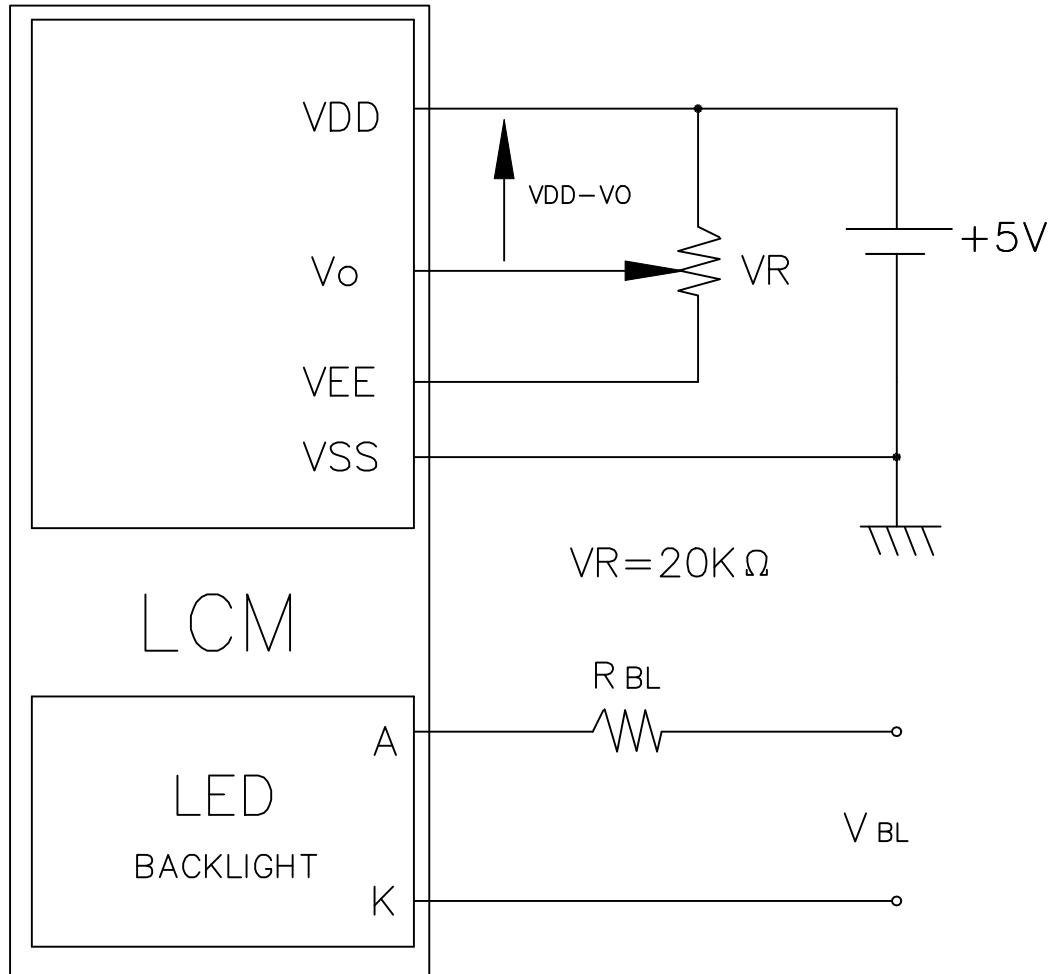 VDD
VDD-VO
+5V
Vo
VR
VEE
VSS
VR=20KΩ
LCM
R BL
A
LED
V BL
BACKLIGHT
K